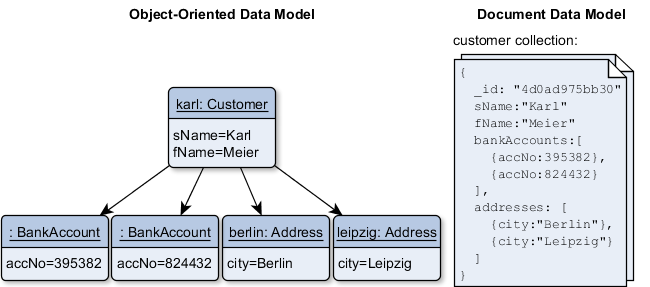 Object-Oriented Data Model
karl: Customer
sName=Karl
fName=Meier
: BankAccount
accNo=395382
: BankAccount
accNo=824432
berlin: Address
city=Berlin
leipzig: Address
city=Leipzig
Document Data Model
customer collection:
{
_id: "4d0ad975bb30"
sName:"Karl"
fName:"Meier"
bankAccounts:[
{accNo:395382},
{accNo:824432}
],
addresses: [
{city:"Berlin"},
{city:"Leipzig"}
]
}